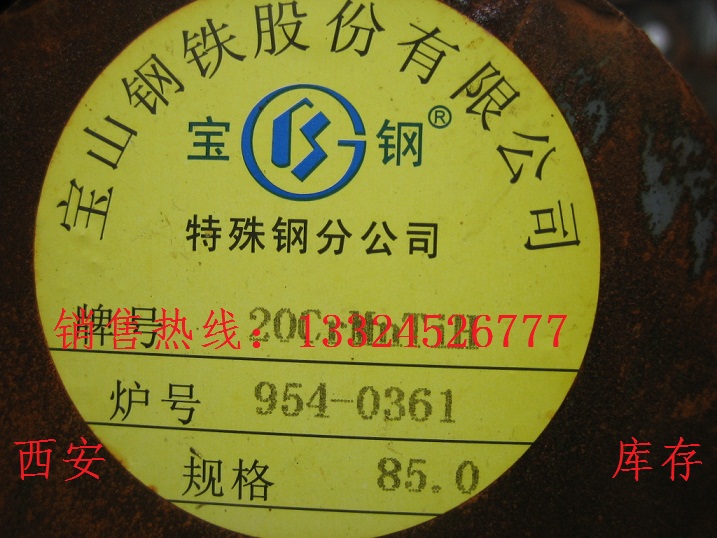 宝山钢铁股份有限公司
宝 钢®
特殊钢分公司
牌号
销售热线：13324526777
炉号 954-0361
规格 85.0
西安
库存